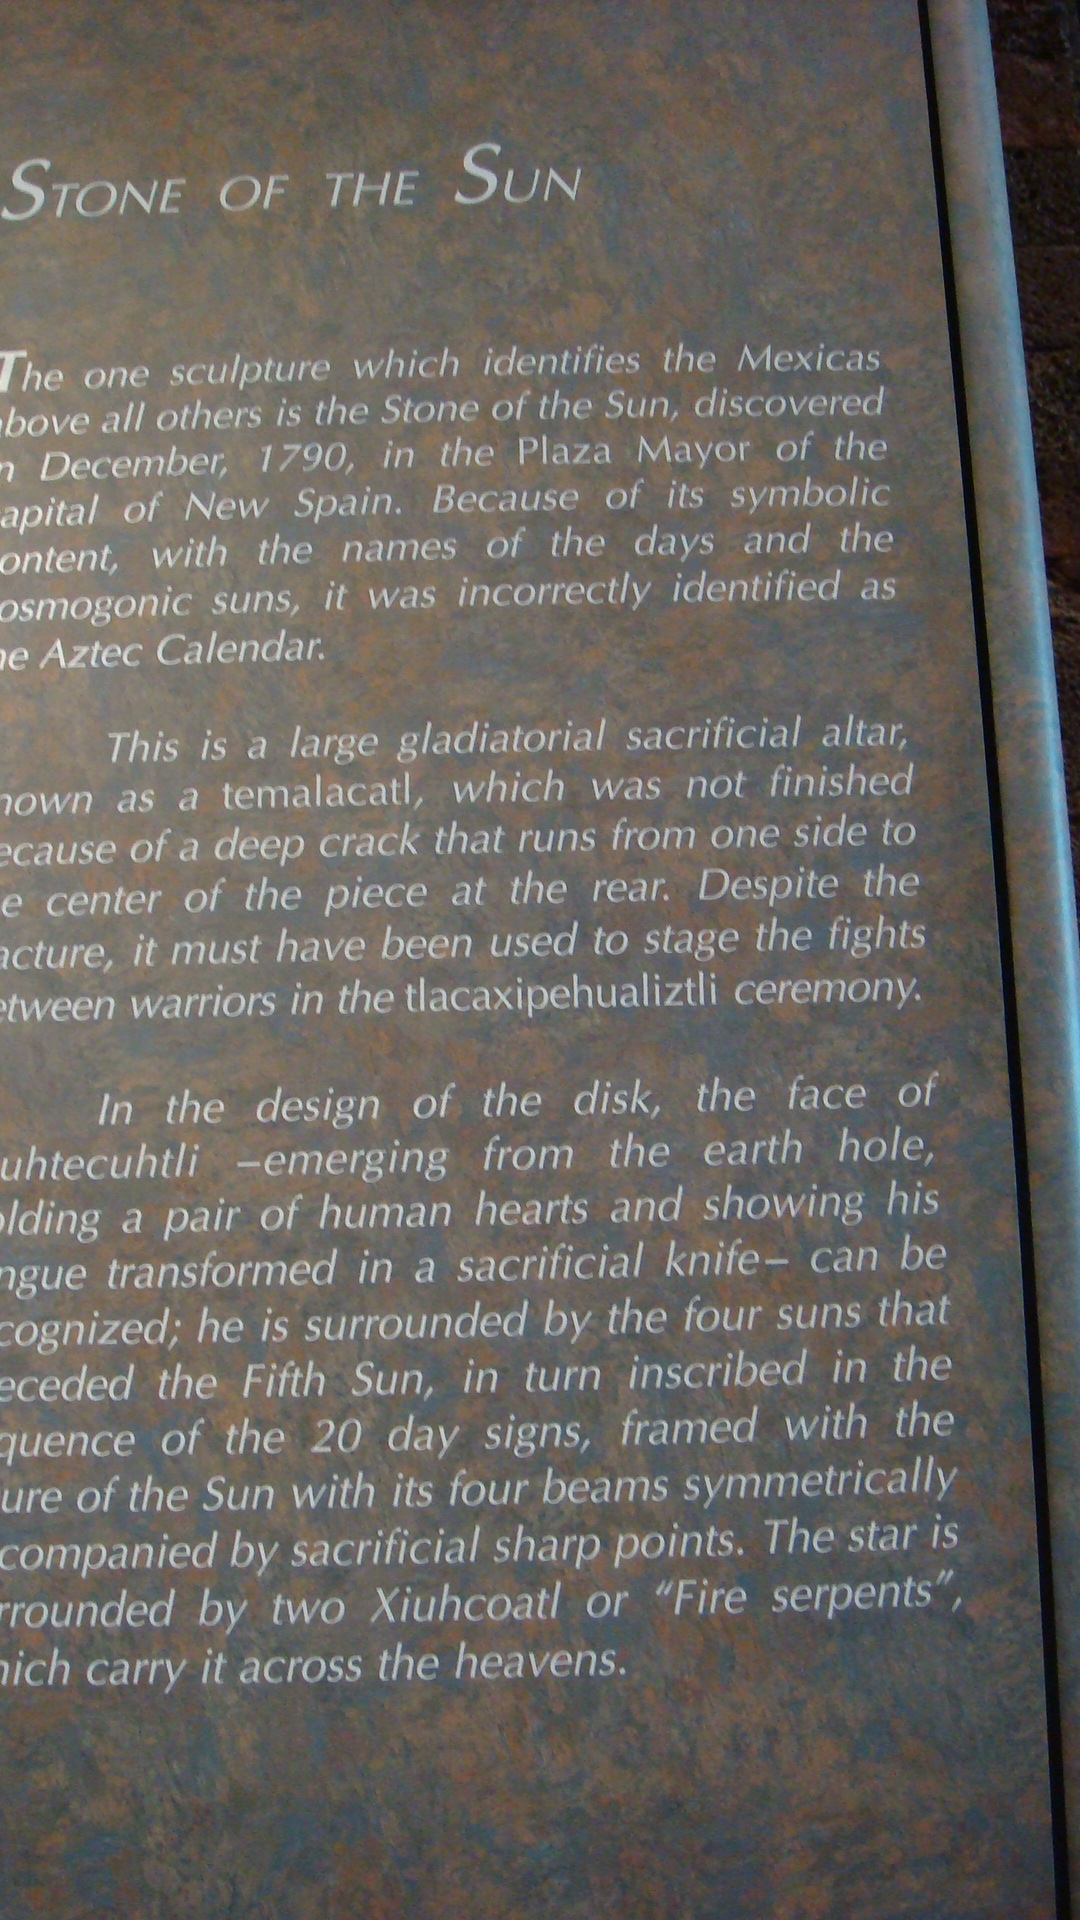 STONE OF THE SUN
The one sculpture which identifies the Mexicas
above all others is the Stone of the Sun, discovered
n December, 1790, in the Plaza Mayor of the
apital of New Spain. Because of its symbolic
ontent, with the names of the days and the
osmogonic suns, it was incorrectly identified as
he Aztec Calendar.
This is a large gladiatorial sacrificial altar,
nown as a temalacatl, which was not finished
ecause of a deep crack that runs from one side to
e center of the piece at the rear. Despite the
acture, it must have been used to stage the fights
etween warriors in the tlacaxipehualiztli ceremony.
In the design of the disk, the face of
uhtecuhtli –emerging from the earth hole,
olding a pair of human hearts and showing his
ngue transformed in a sacrificial knife– can be
cognized; he is surrounded by the four suns that
eceded the Fifth Sun, in turn inscribed in the
quence of the 20 day signs, framed with the
ure of the Sun with its four beams symmetrically
companied by sacrificial sharp points. The star is
rrounded by two Xiuhcoatl or “Fire serpents”,
hich carry it across the heavens.